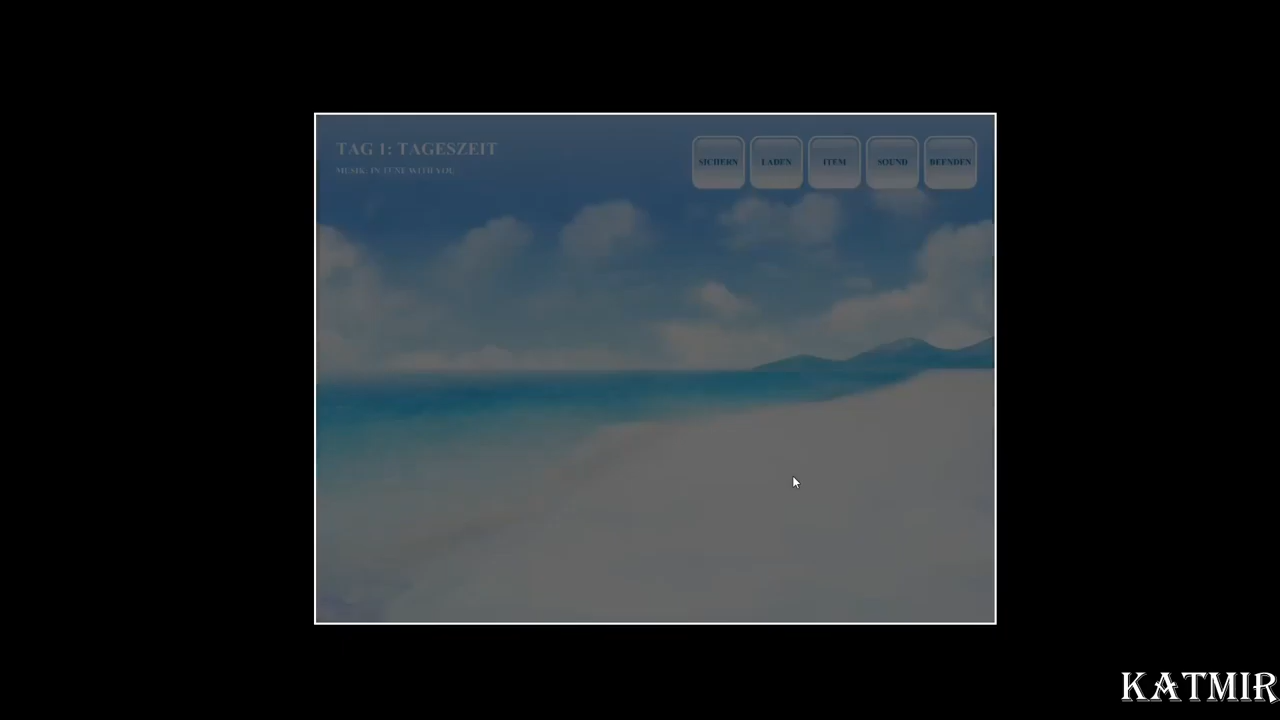 TAG 1: TAGESZEIT
MUSIK: IN TUNE WITH YOU
SICHERN
LADEN
ITEM
SOUND
BEENDEN
KATMIR